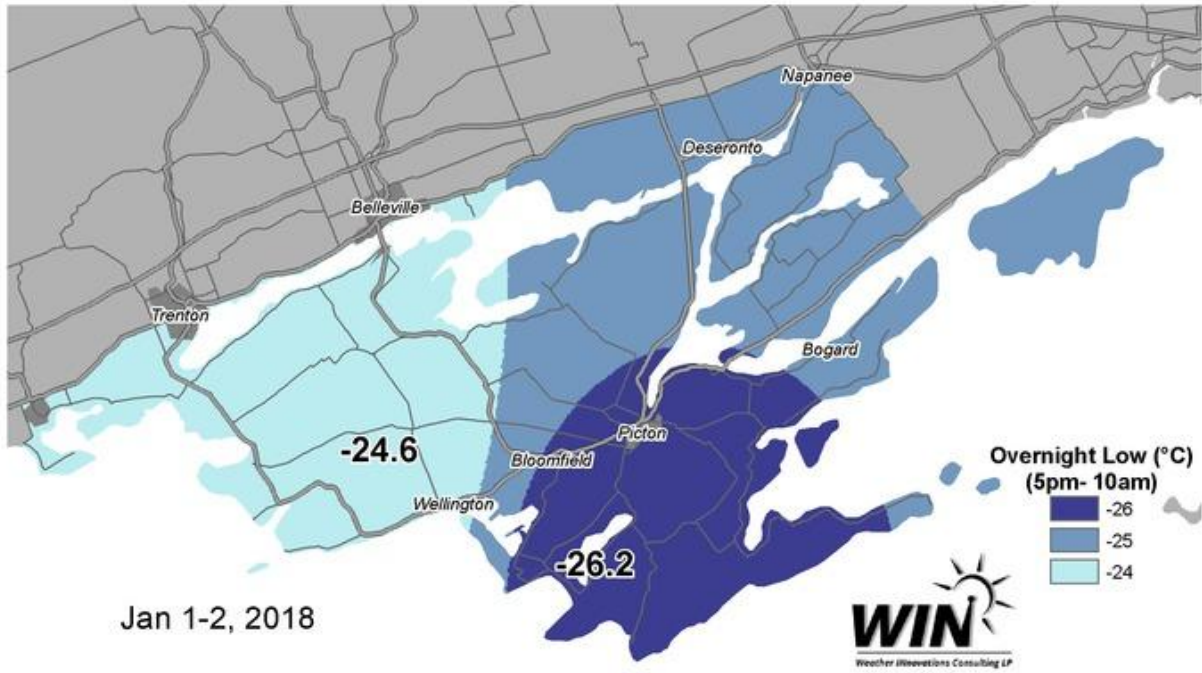 Napanee
Deseronto
Belleville
Trenton
Bogard
-24.6
Picton
Bloomfield
Wellington
-26.2
Overnight Low (°C)
(5pm- 10am)
-26
-25
-24
Jan 1-2, 2018
WIN
Weather INnovations Consulting LP